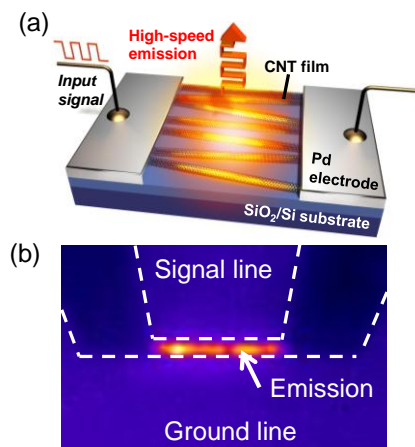 (a)
High-speed
emission
Input
signal
CNT film
Pd
electrode
SiO₂/Si substrate
(b)
Signal line
Emission
Ground line